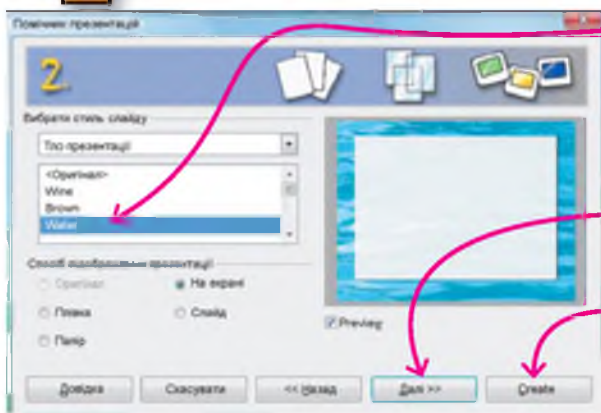 Помічник презентацій
2.
Вибрати стиль слайду
Тло презентації
<Оригінал>
Wine
Brown
Water
Спосіб відображення презентації
Оригінал
На екрані
Плівка
Слайд
Папір
Preview
Довідка
Скасувати
<< Назад
Далі >>
Create